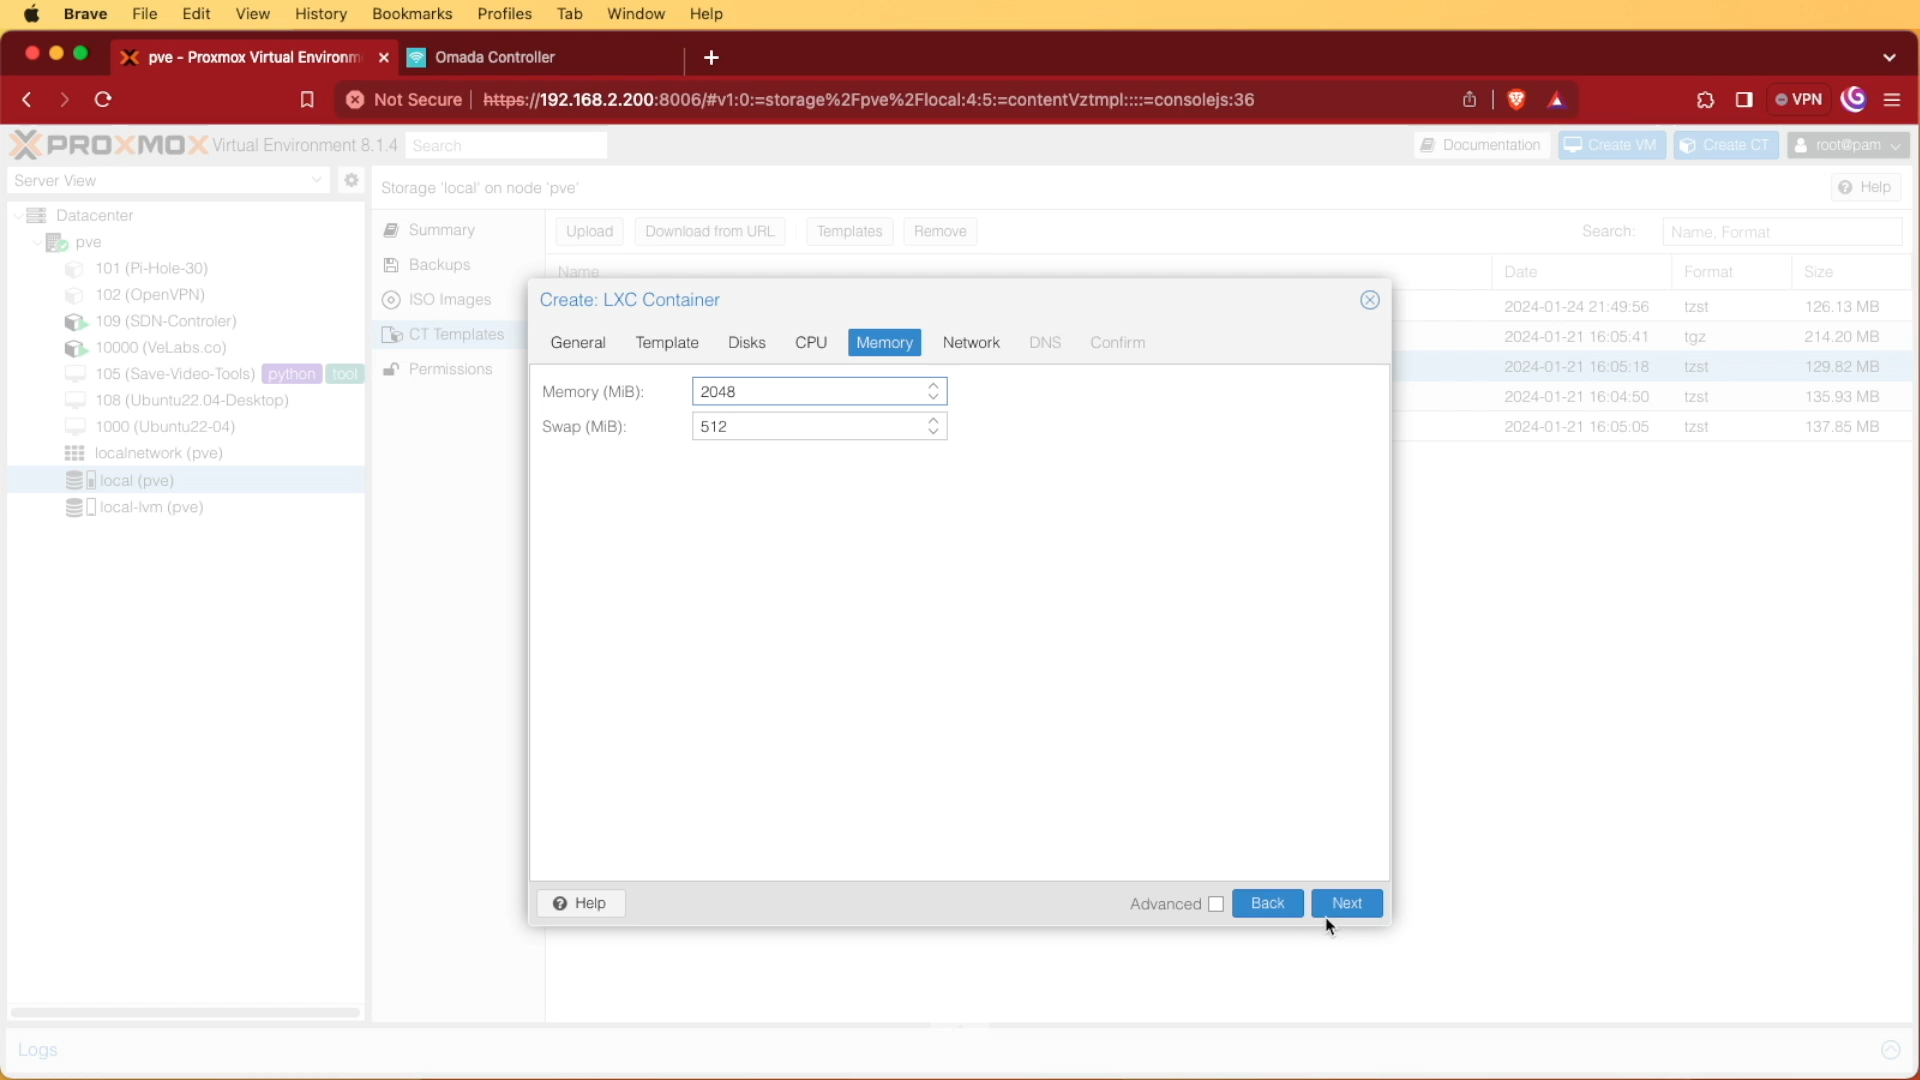 Brave File Edit View History Bookmarks Profiles Tab Window Help
pve - Proxmox Virtual Environm
Omada Controller
Not Secure https://192.168.2.200:8006/#v1:0:=storage%2Fpve%2Flocal:4:5:=contentVztmpl::::=consolejs:36
VPN
PROXMOX Virtual Environment 8.1.4 Search
Documentation Create VM Create CT root@pam
Server View
Storage 'local' on node 'pve'
Help
Datacenter
pve
101 (Pi-Hole-30)
102 (OpenVPN)
109 (SDN-Controler)
10000 (VeLabs.co)
105 (Save-Video-Tools) python tool
108 (Ubuntu22.04-Desktop)
1000 (Ubuntu22-04)
localnetwork (pve)
local (pve)
local-lvm (pve)
Summary
Backups
ISO Images
CT Templates
Permissions
Upload Download from URL Templates Remove Search: Name, Format
Name Date Format Size
2024-01-24 21:49:56 tzst 126.13 MB
2024-01-21 16:05:41 tgz 214.20 MB
2024-01-21 16:05:18 tzst 129.82 MB
2024-01-21 16:04:50 tzst 135.93 MB
2024-01-21 16:05:05 tzst 137.85 MB
Create: LXC Container
General Template Disks CPU Memory Network DNS Confirm
Memory (MiB): 2048
Swap (MiB): 512
Help Advanced Back Next
Logs